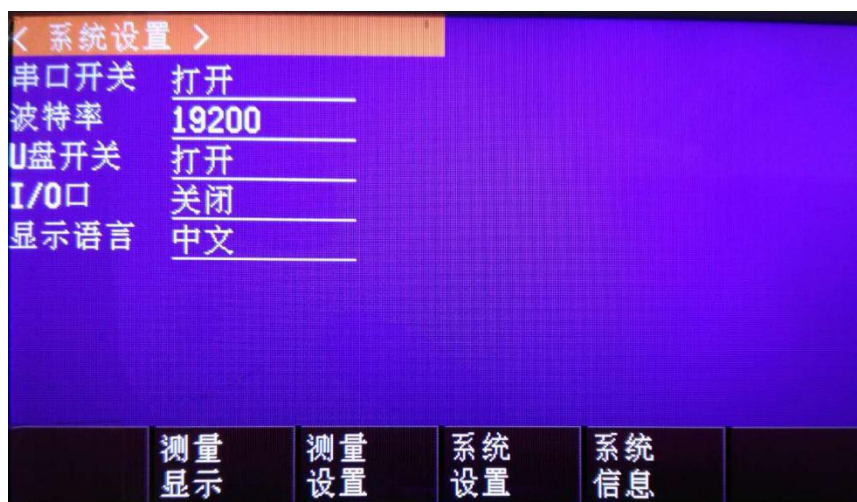 < 系统设置 >
串口开关 打开
波特率 19200
U盘开关 打开
I/O口 关闭
显示语言 中文
测量 测量 系统 系统
显示 设置 设置 信息